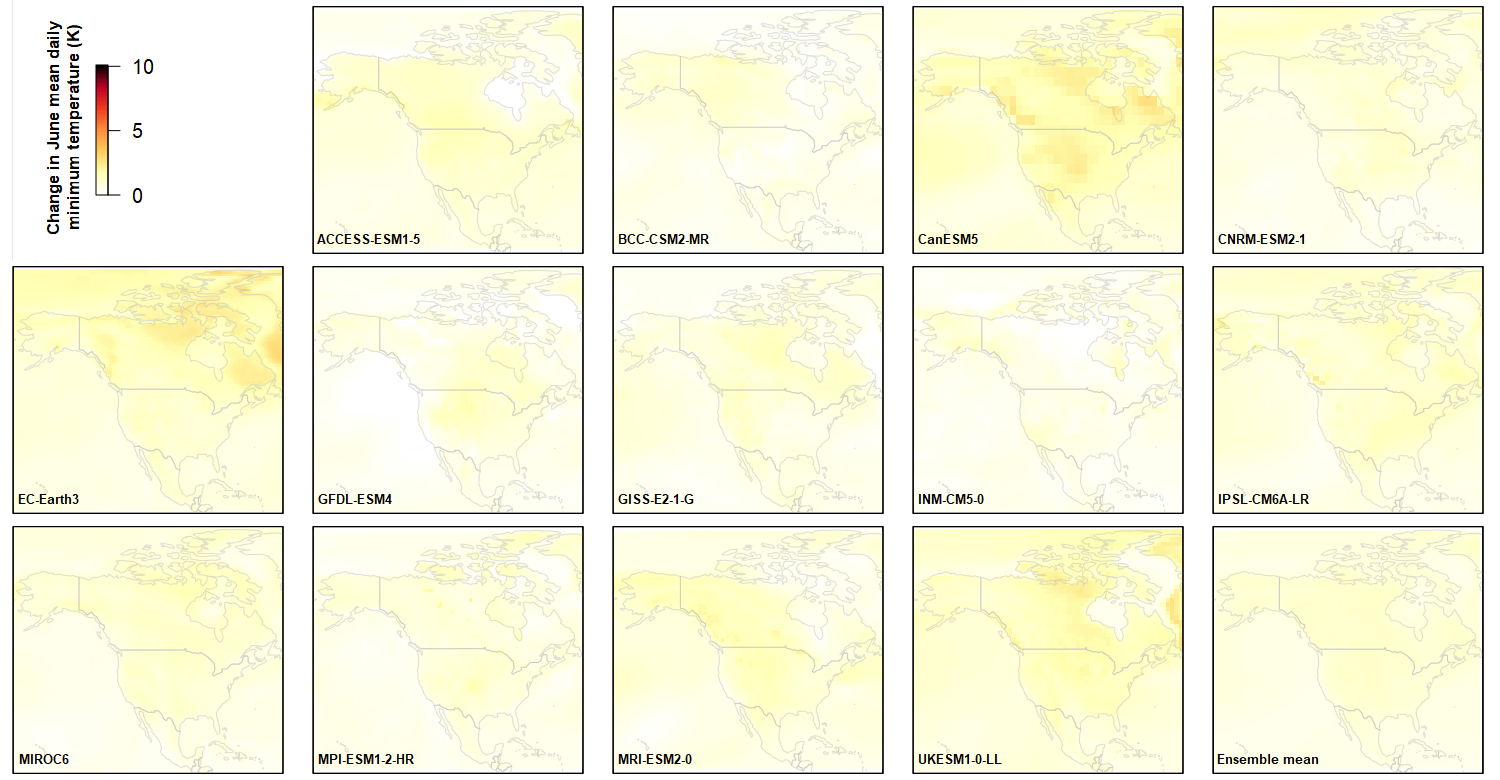 Change in June mean daily
minimum temperature (K)
10
5
0
ACCESS-ESM1-5
BCC-CSM2-MR
CanESM5
CNRM-ESM2-1
EC-Earth3
GFDL-ESM4
GISS-E2-1-G
INM-CM5-0
IPSL-CM6A-LR
MIROC6
MPI-ESM1-2-HR
MRI-ESM2-0
UKESM1-0-LL
Ensemble mean